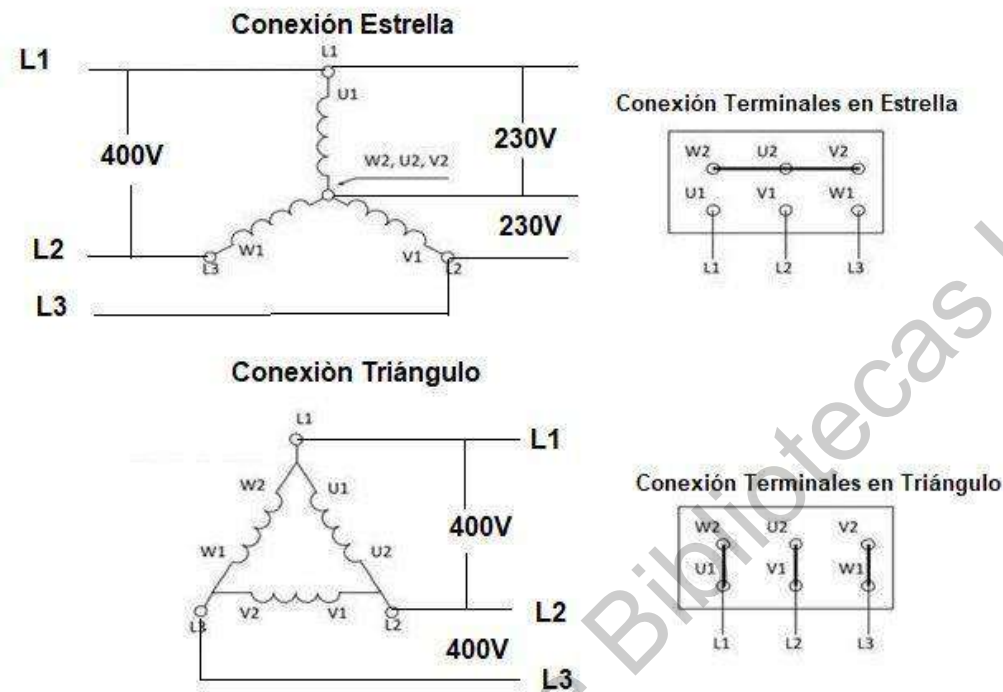 Conexión Estrella
L1
L1
U1
400V
230V
W2, U2, V2
230V
L2
W1
V1
L3
L2
L3
Conexión Terminales en Estrella
W2 U2 V2
U1 V1 W1
L1 L2 L3
Conexiòn Triángulo
L1
L1
W2 U1
400V
W1 U2
V2 V1
L3
L2
L2
400V
L3
Conexión Terminales en Triángulo
W2 U2 V2
U1 V1 W1
L1 L2 L3
Bibliotecas